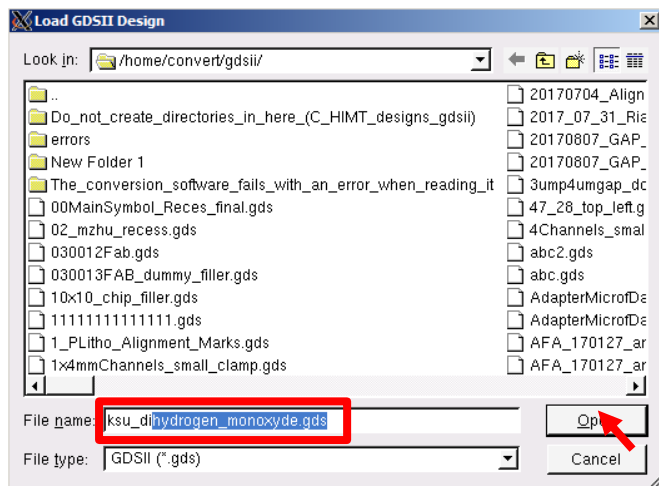 Load GDSII Design
Look in: /home/convert/gdsii/
..
Do_not_create_directories_in_here_(C_HIMT_designs_gdsii)
errors
New Folder 1
The_conversion_software_fails_with_an_error_when_reading_it
00MainSymbol_Reces_final.gds
02_mzhu_recess.gds
030012Fab.gds
030013FAB_dummy_filler.gds
10x10_chip_filler.gds
11111111111111.gds
1_PLitho_Alignment_Marks.gds
1x4mmChannels_small_clamp.gds
20170704_Align
2017_07_31_Ria
20170807_GAP_
20170807_GAP_
3ump4umgap_dc
47_28_top_left.g
4Channels_smal
abc2.gds
abc.gds
AdapterMicrofDa
AdapterMicrofDa
AFA_170127_ar
AFA_170127_ar
File name: ksu_dihydrogen_monoxyde.gds
Op
File type: GDSII (*.gds)
Cancel